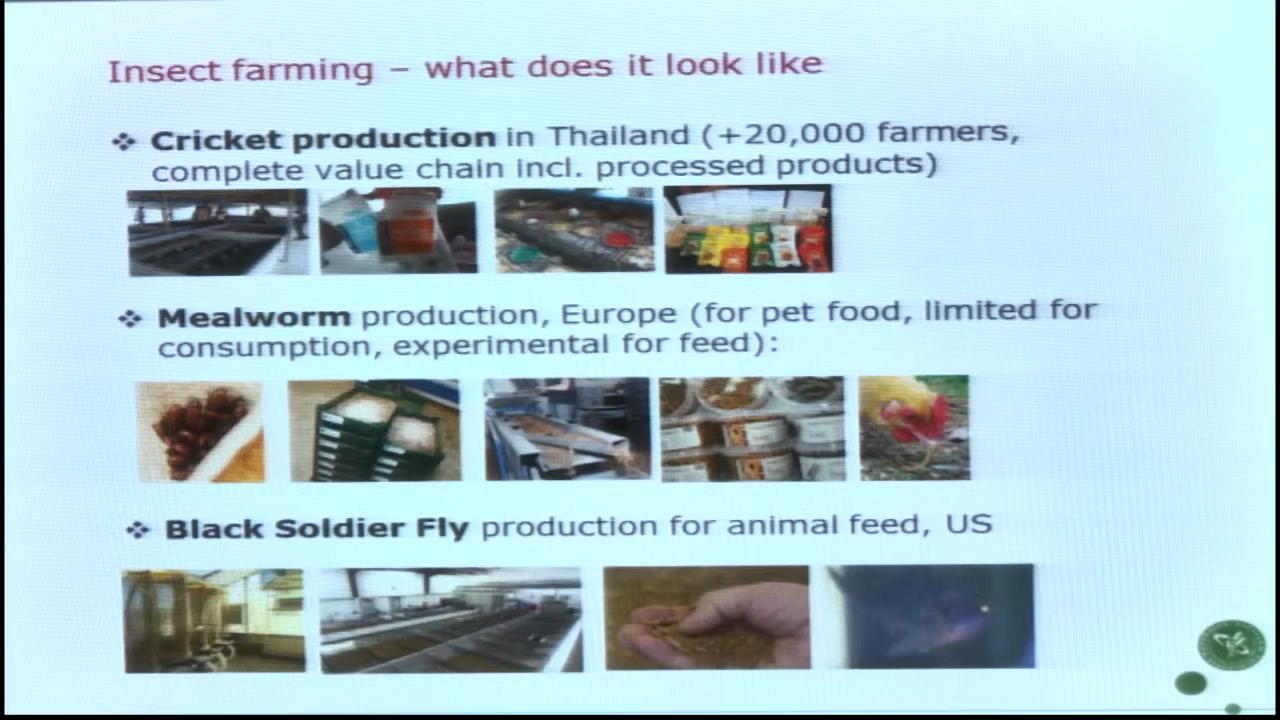 Insect farming – what does it look like
❖ Cricket production in Thailand (+20,000 farmers,
complete value chain incl. processed products)
❖ Mealworm production, Europe (for pet food, limited for
consumption, experimental for feed):
❖ Black Soldier Fly production for animal feed, US